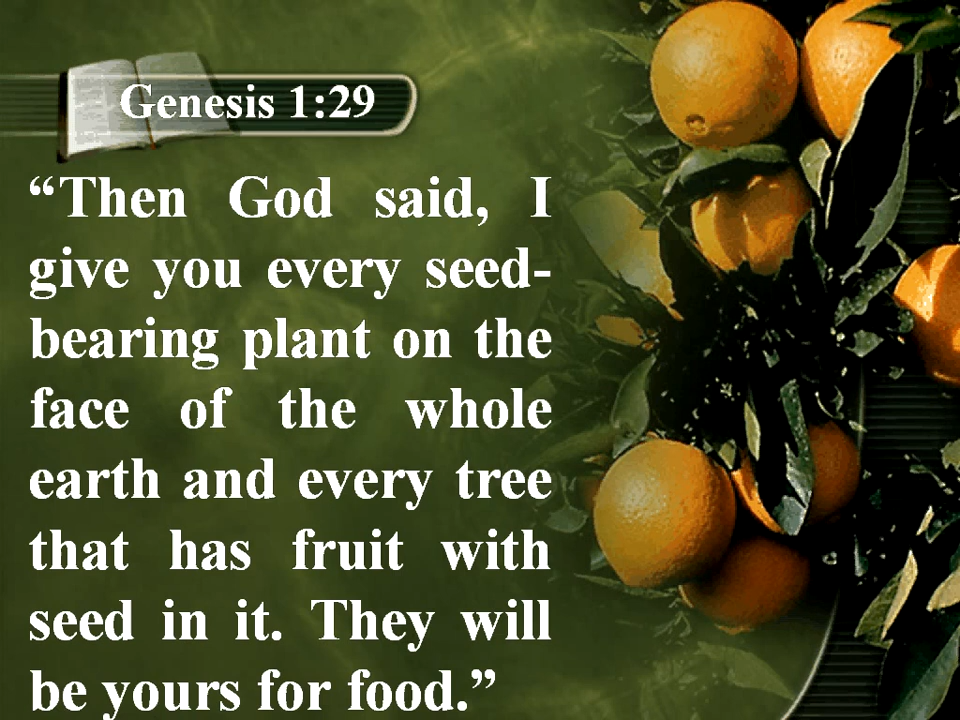 Genesis 1:29
“Then God said, I
give you every seed-
bearing plant on the
face of the whole
earth and every tree
that has fruit with
seed in it. They will
be yours for food.”